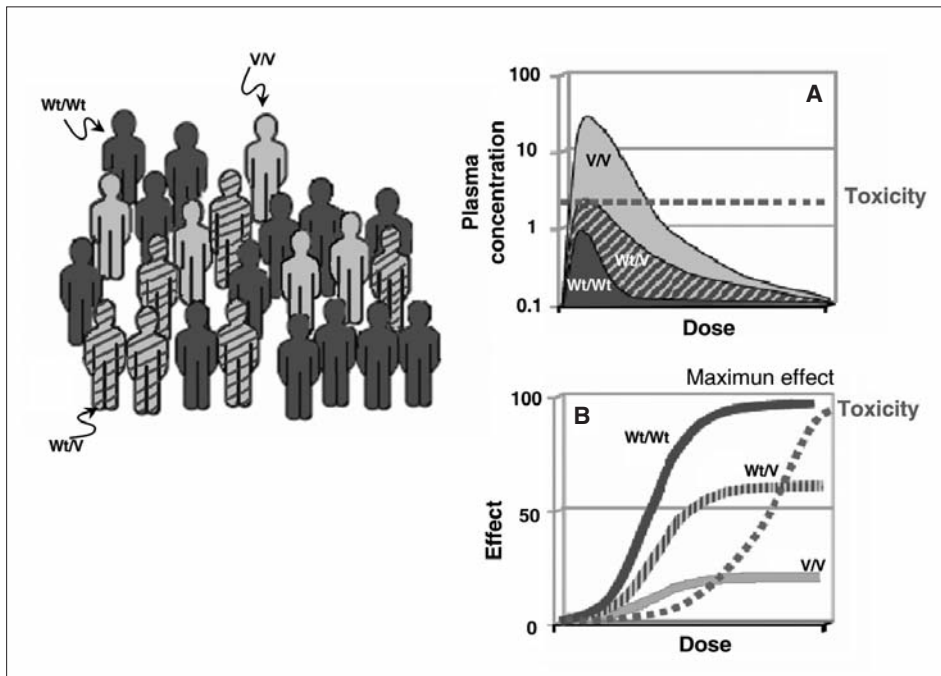 V/V
Wt/Wt
Wt/V
A
100
10
1
0.1
Plasma
concentration
V/V
Wt/V
Wt/Wt
Toxicity
Dose
Maximun effect
B
100
50
0
Effect
Wt/Wt
Wt/V
V/V
Toxicity
Dose